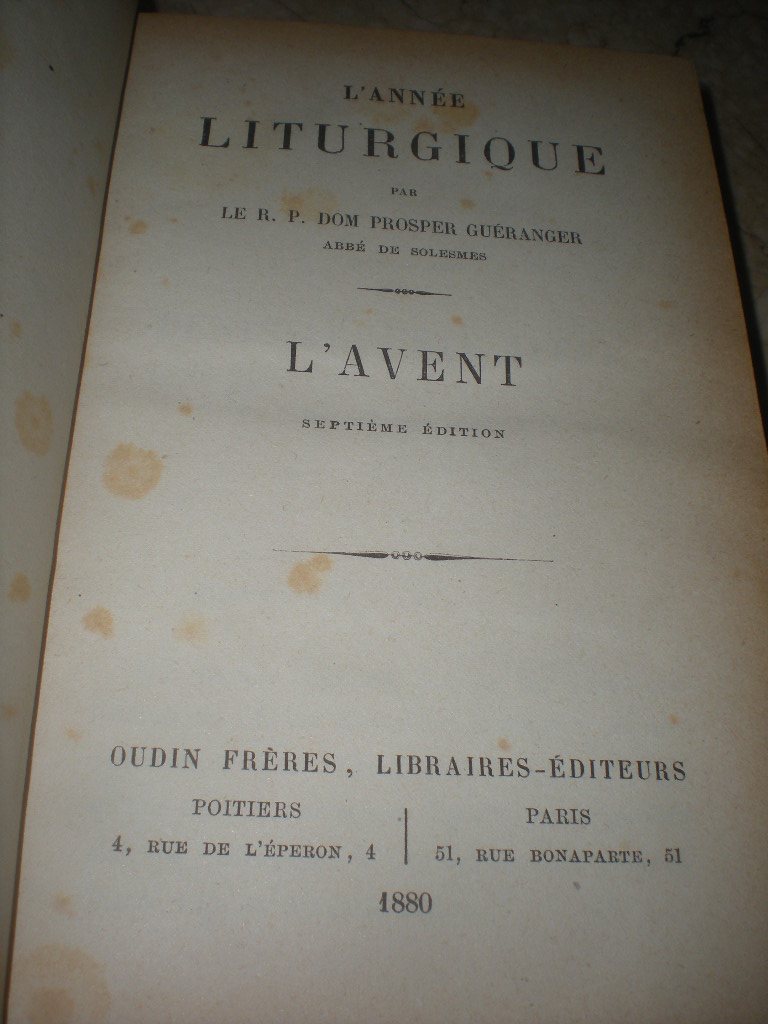 L'ANNÉE
LITURGIQUE
PAR
LE R. P. DOM PROSPER GUÉRANGER
ABBÉ DE SOLESMES
L'AVENT
SEPTIÈME ÉDITION
OUDIN FRÈRES, LIBRAIRES-ÉDITEURS
POITIERS
4, RUE DE L'ÉPERON, 4
PARIS
51, RUE BONAPARTE, 51
1880